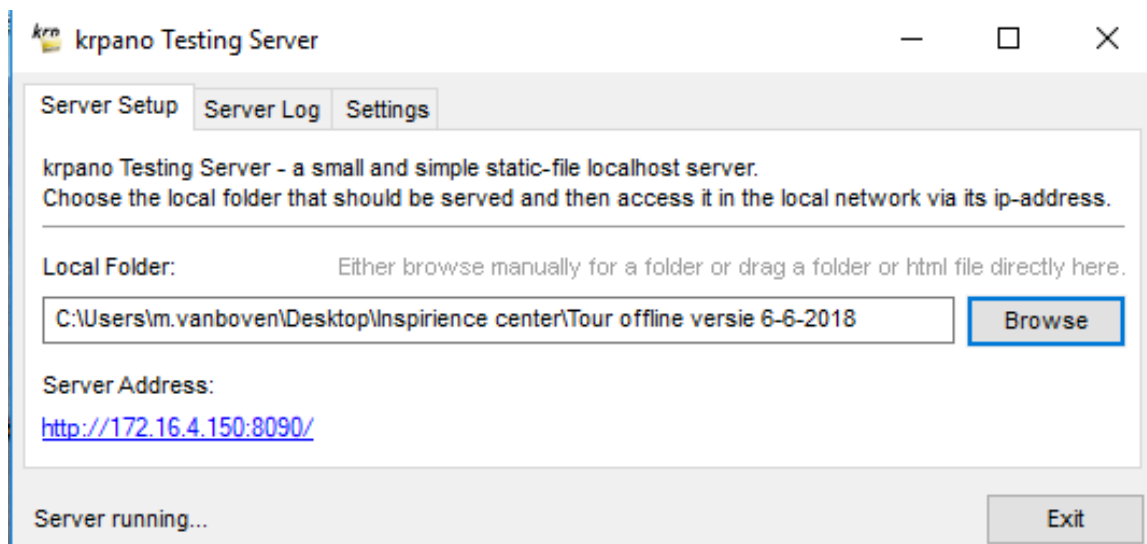 krp krpano Testing Server
Server Setup Server Log Settings
krpano Testing Server - a small and simple static-file localhost server.
Choose the local folder that should be served and then access it in the local network via its ip-address.
Local Folder: Either browse manually for a folder or drag a folder or html file directly here.
C:\Users\m.vanboven\Desktop\Inspirience center\Tour offline versie 6-6-2018 Browse
Server Address:
http://172.16.4.150:8090/
Server running... Exit